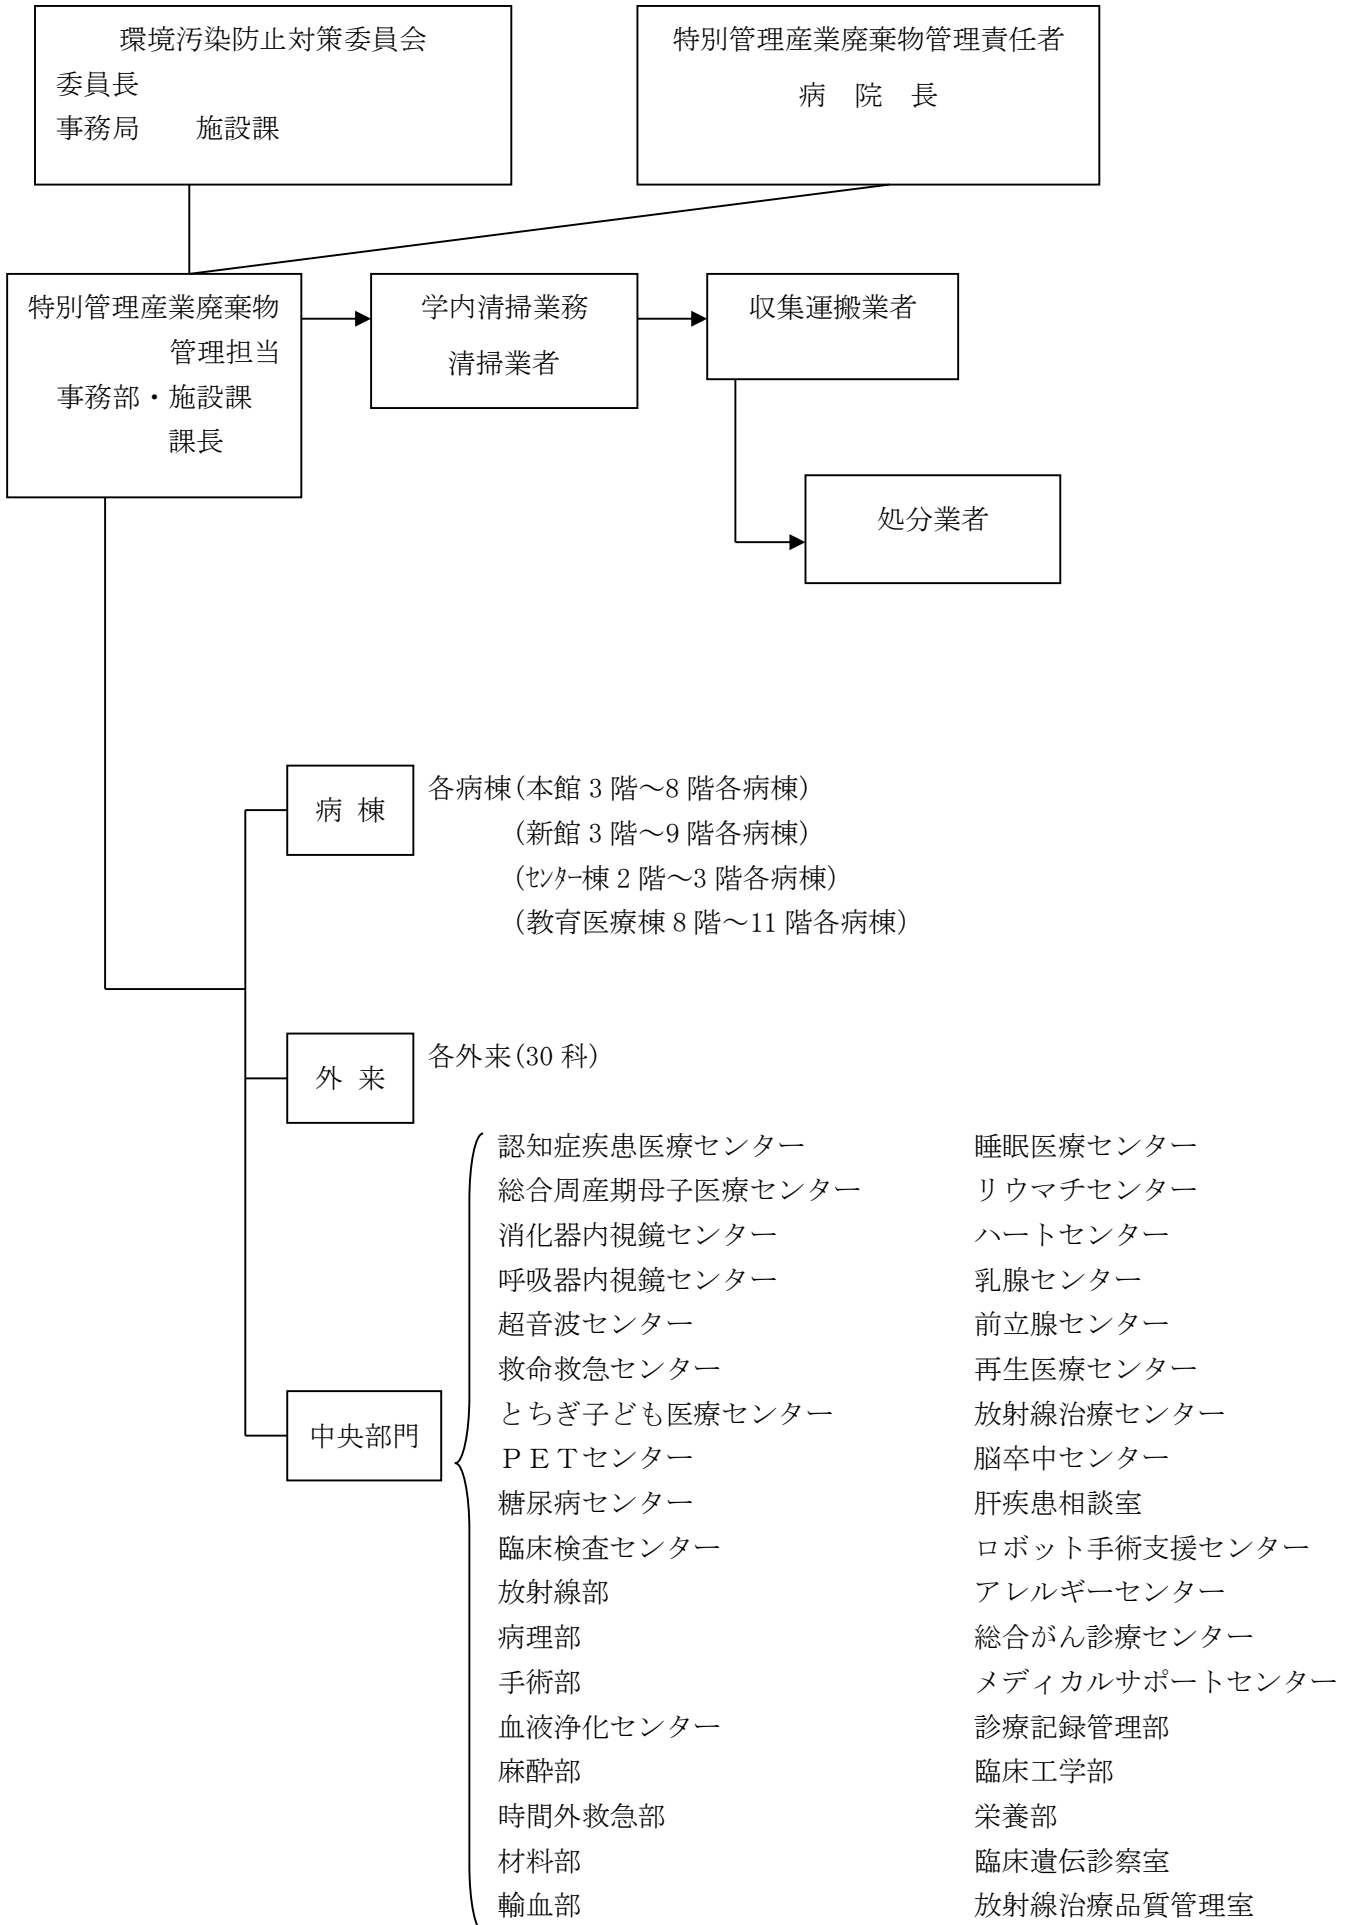 環境汚染防止対策委員会
委員長
事務局　　施設課
特別管理産業廃棄物管理責任者
病　院　長
特別管理産業廃棄物
管理担当
事務部・施設課
課長
学内清掃業務
清掃業者
収集運搬業者
処分業者
病 棟
各病棟(本館 3 階～8 階各病棟)
(新館 3 階～9 階各病棟)
(ｾﾝﾀｰ棟 2 階～3 階各病棟)
(教育医療棟 8 階～11 階各病棟)
外 来
各外来(30 科)
中央部門
認知症疾患医療センター
総合周産期母子医療センター
消化器内視鏡センター
呼吸器内視鏡センター
超音波センター
救命救急センター
とちぎ子ども医療センター
ＰＥＴセンター
糖尿病センター
臨床検査センター
放射線部
病理部
手術部
血液浄化センター
麻酔部
時間外救急部
材料部
輸血部
睡眠医療センター
リウマチセンター
ハートセンター
乳腺センター
前立腺センター
再生医療センター
放射線治療センター
脳卒中センター
肝疾患相談室
ロボット手術支援センター
アレルギーセンター
総合がん診療センター
メディカルサポートセンター
診療記録管理部
臨床工学部
栄養部
臨床遺伝診察室
放射線治療品質管理室